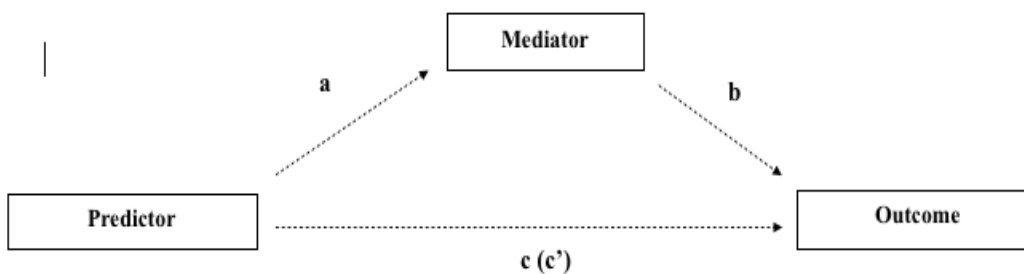 Mediator
a
b
Predictor
Outcome
c (c’)